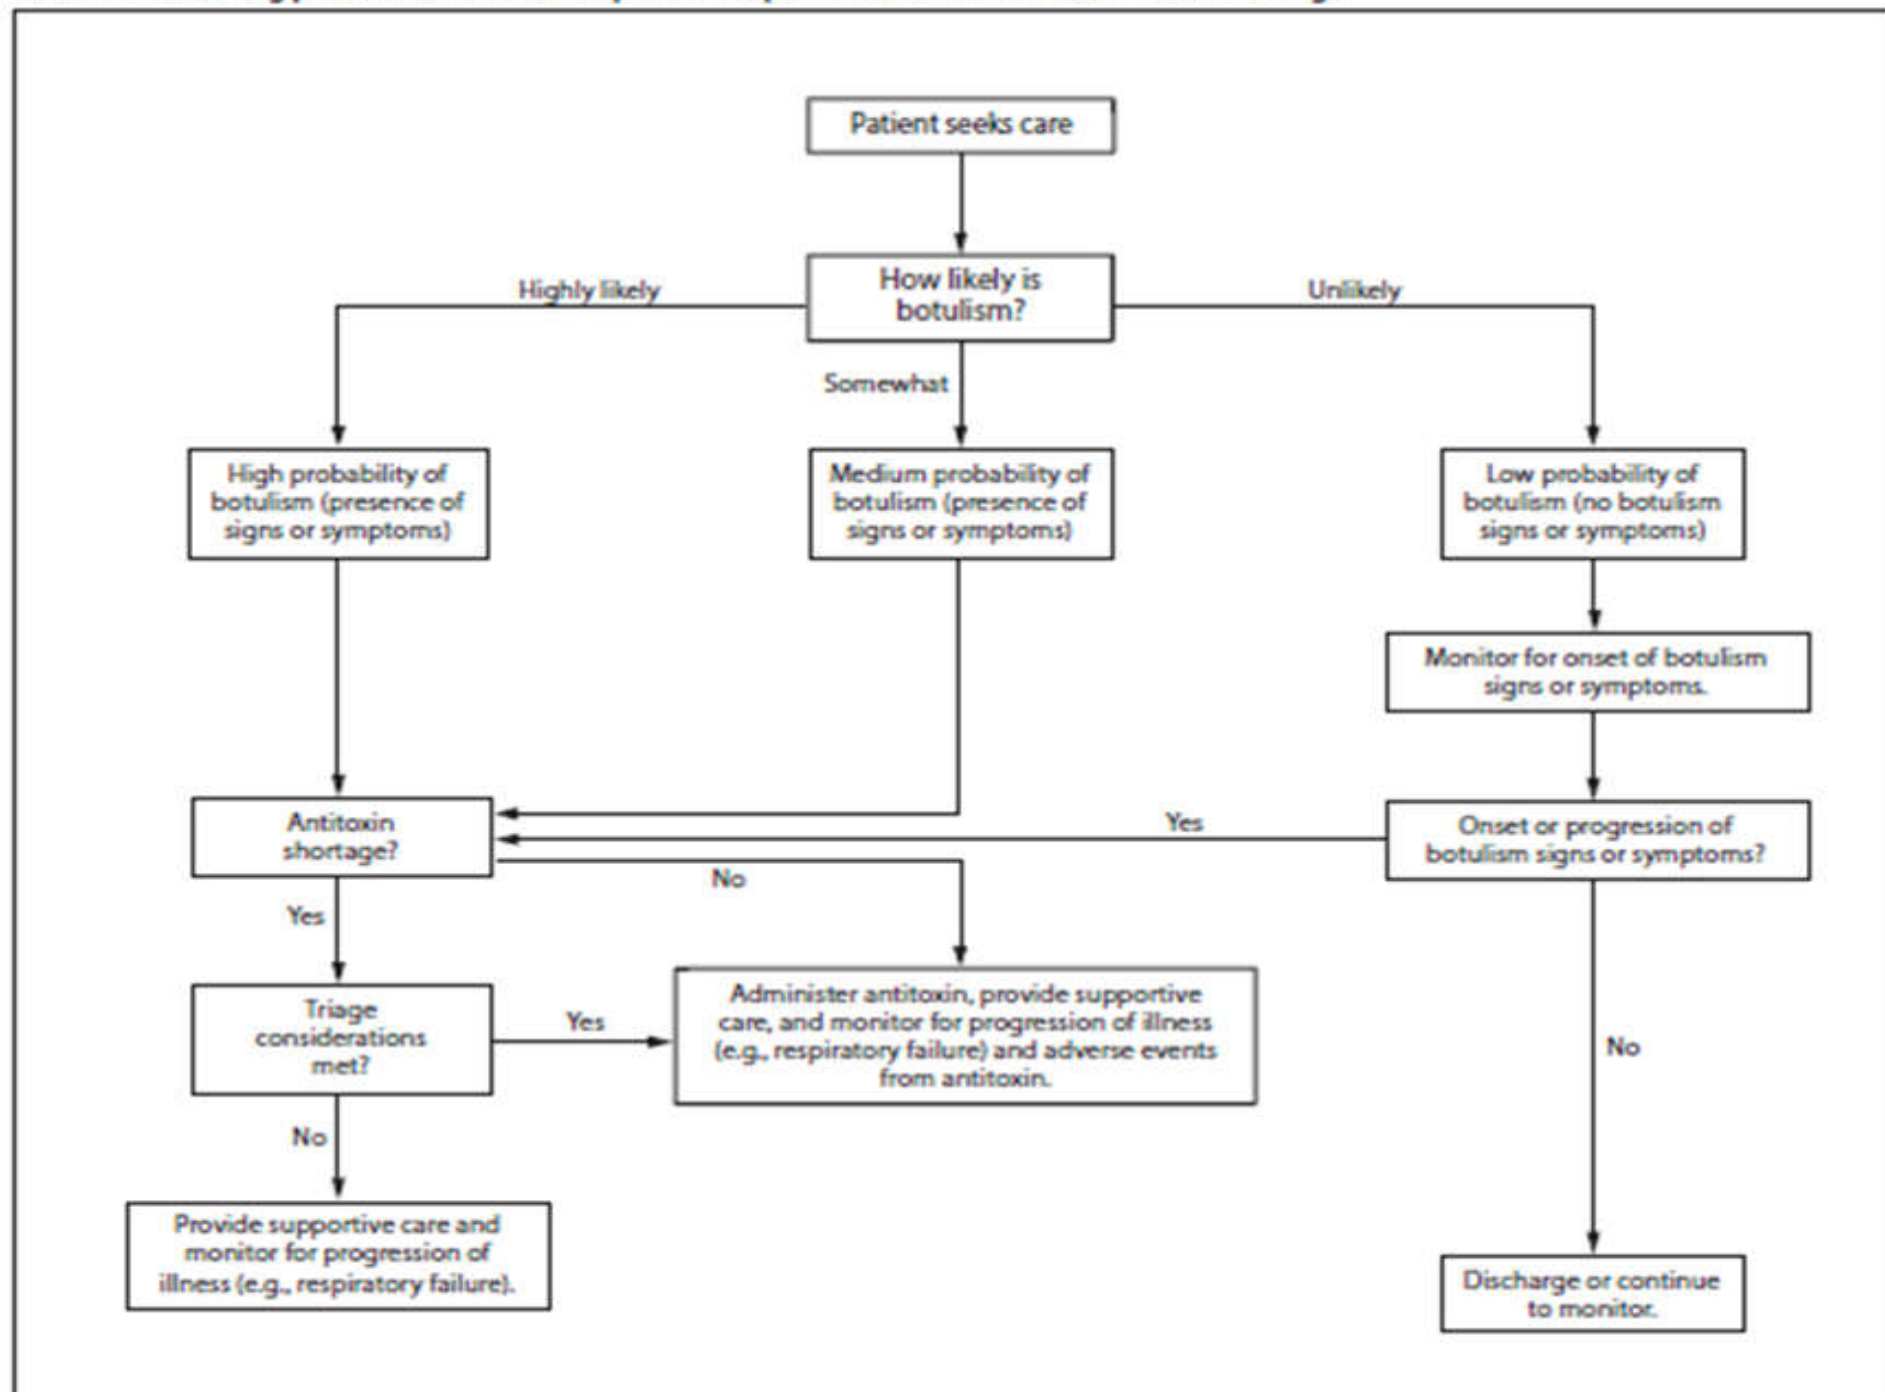 Patient seeks care
How likely is
botulism?
Highly likely
Unlikely
Somewhat
High probability of
botulism (presence of
signs or symptoms)
Medium probability of
botulism (presence of
signs or symptoms)
Low probability of
botulism (no botulism
signs or symptoms)
Monitor for onset of botulism
signs or symptoms.
Antitoxin
shortage?
Yes
Onset or progression of
botulism signs or symptoms?
No
Yes
Triage
considerations
met?
Yes
Administer antitoxin, provide supportive
care, and monitor for progression of illness
(e.g., respiratory failure) and adverse events
from antitoxin.
No
No
Provide supportive care and
monitor for progression of
illness (e.g., respiratory failure).
Discharge or continue
to monitor.